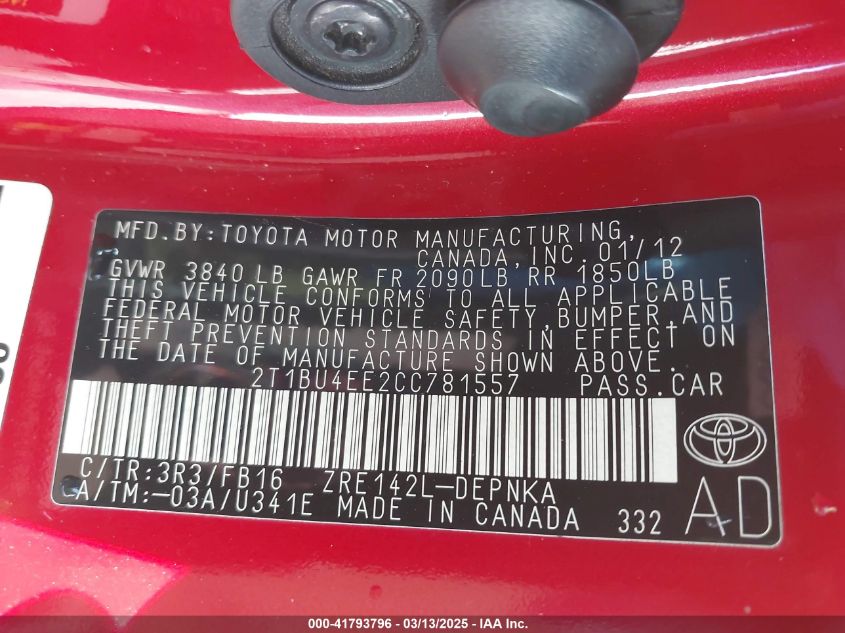 MFD.BY:TOYOTA MOTOR MANUFACTURING,
CANADA,INC. 01/12
GVWR 3840 LB GAWR FR 2090LB RR 1850LB
THIS VEHICLE CONFORMS TO ALL APPLICABLE
FEDERAL MOTOR VEHICLE SAFETY,BUMPER AND
THEFT PREVENTION STANDARDS IN EFFECT ON
THE DATE OF MANUFACTURE SHOWN ABOVE.
2T1BU4EE2CC781557 PASS.CAR
C/TR:3R3/FB16 ZRE142L-DEPNKA
A/TM:-03A/U341E MADE IN CANADA 332 AD
000-41793796 - 03/13/2025 - IAA Inc.